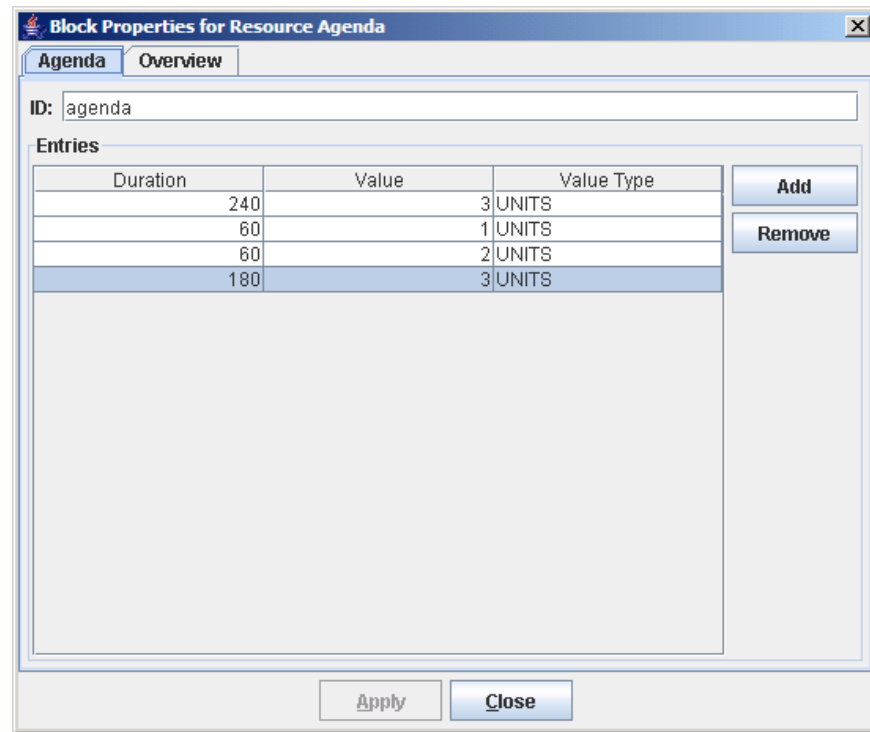 Block Properties for Resource Agenda
Agenda Overview
ID: agenda
Entries
Duration Value Value Type
240 3 UNITS
60 1 UNITS
60 2 UNITS
180 3 UNITS
Add
Remove
Apply Close